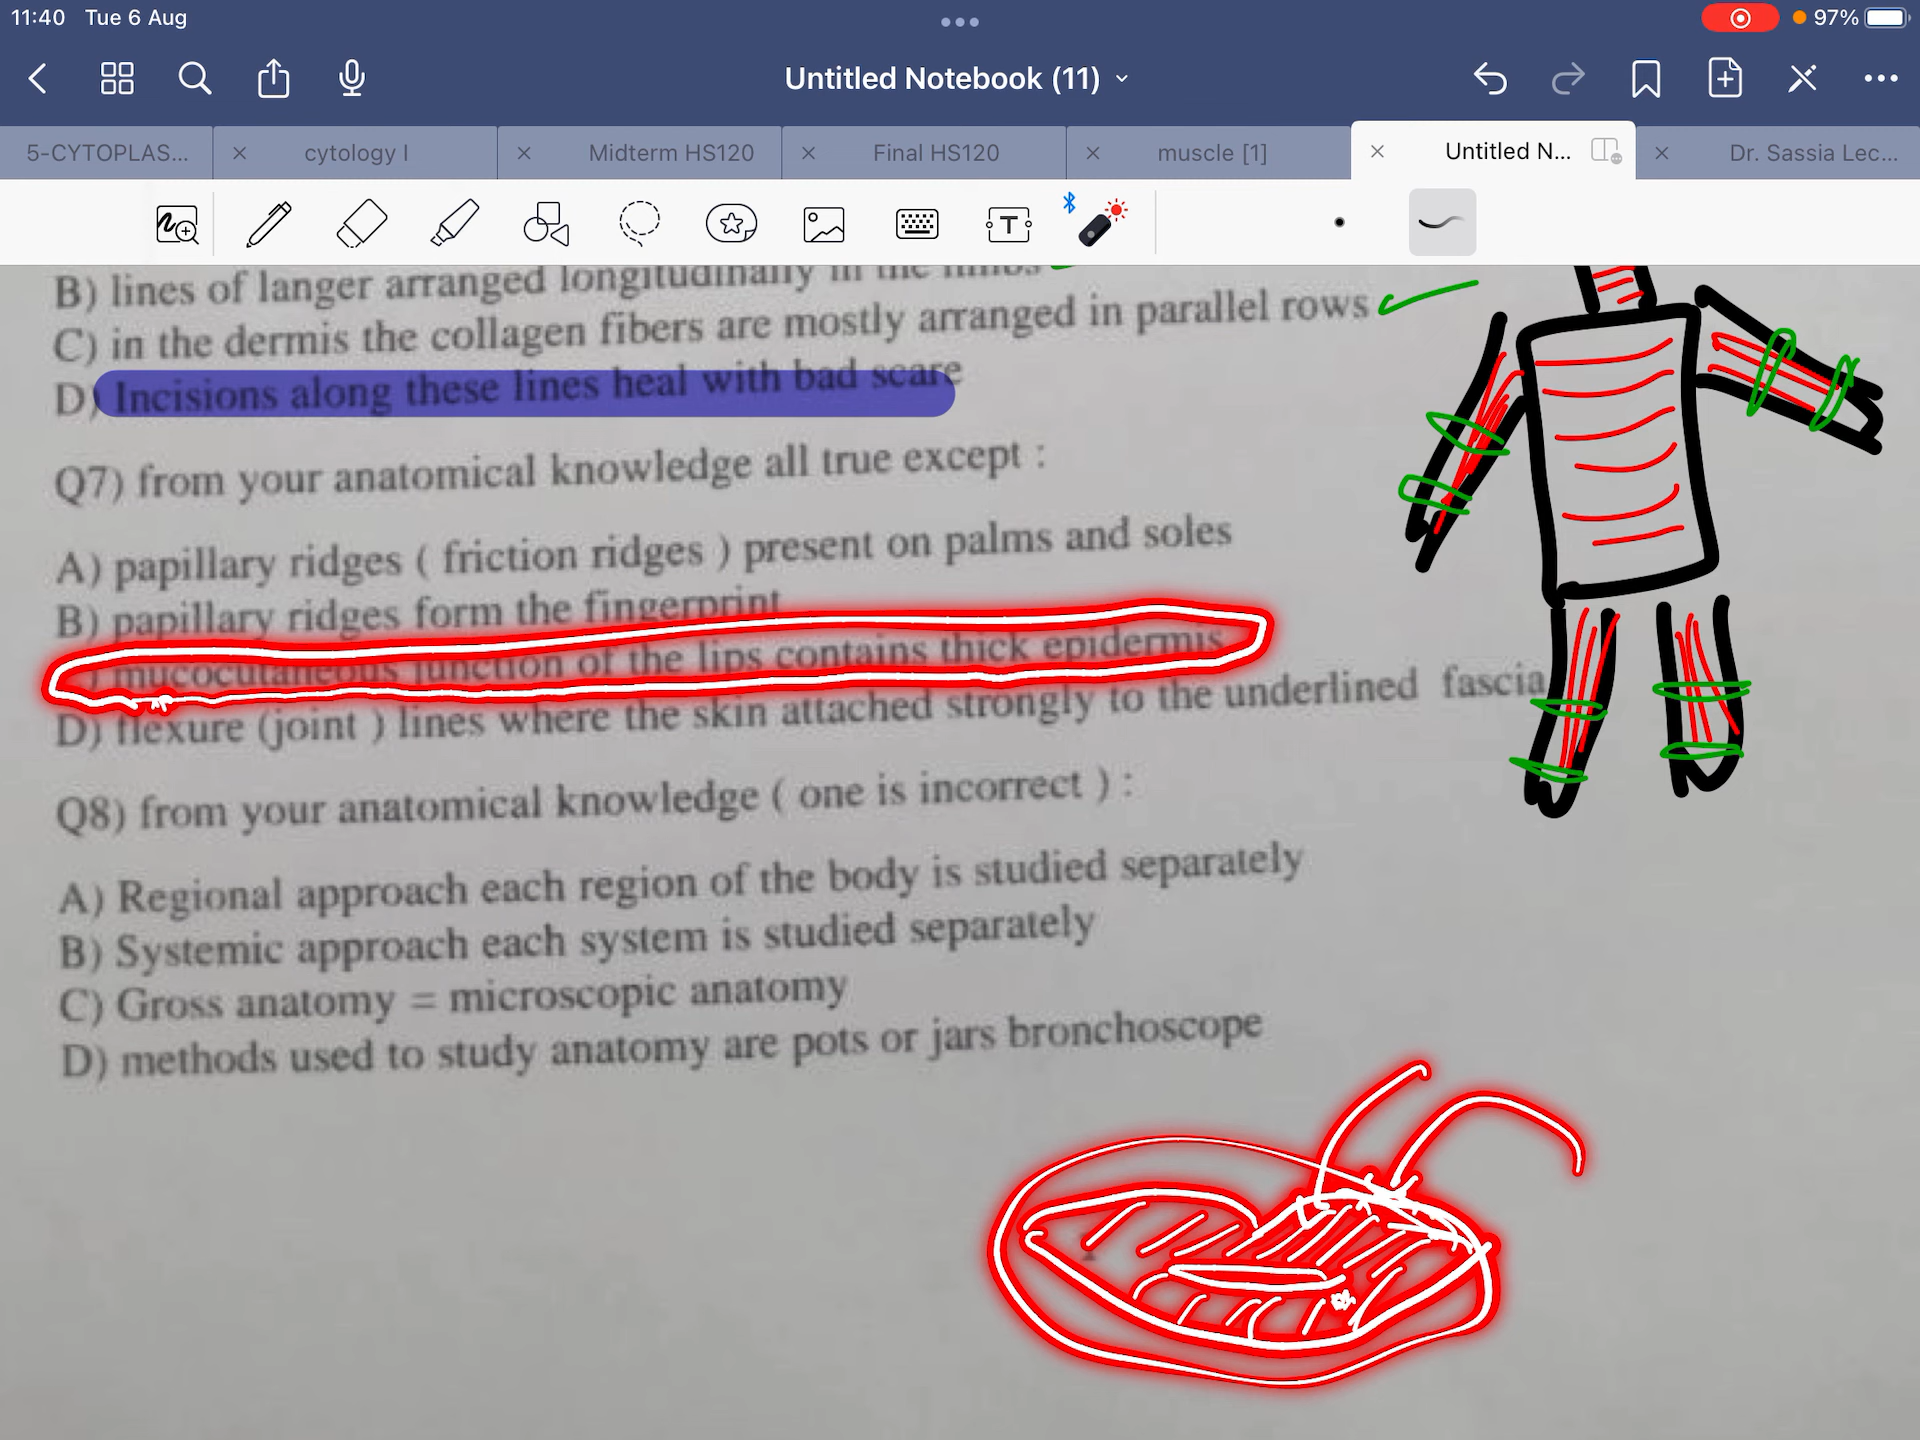 11:40 Tue 6 Aug
97%
Untitled Notebook (11)
5-CYTOPLAS...
cytology I
Midterm HS120
Final HS120
muscle [1]
Untitled N...
Dr. Sassia Lec...
T
B) lines of langer arranged longitudinally in the limbs
C) in the dermis the collagen fibers are mostly arranged in parallel rows
D) Incisions along these lines heal with bad scare
Q7) from your anatomical knowledge all true except :
A) papillary ridges ( friction ridges ) present on palms and soles
B) papillary ridges form the fingerprint
) mucocutaneous junction of the lips contains thick epidermis
D) flexure (joint ) lines where the skin attached strongly to the underlined fascia
Q8) from your anatomical knowledge ( one is incorrect ) :
A) Regional approach each region of the body is studied separately
B) Systemic approach each system is studied separately
C) Gross anatomy = microscopic anatomy
D) methods used to study anatomy are pots or jars bronchoscope